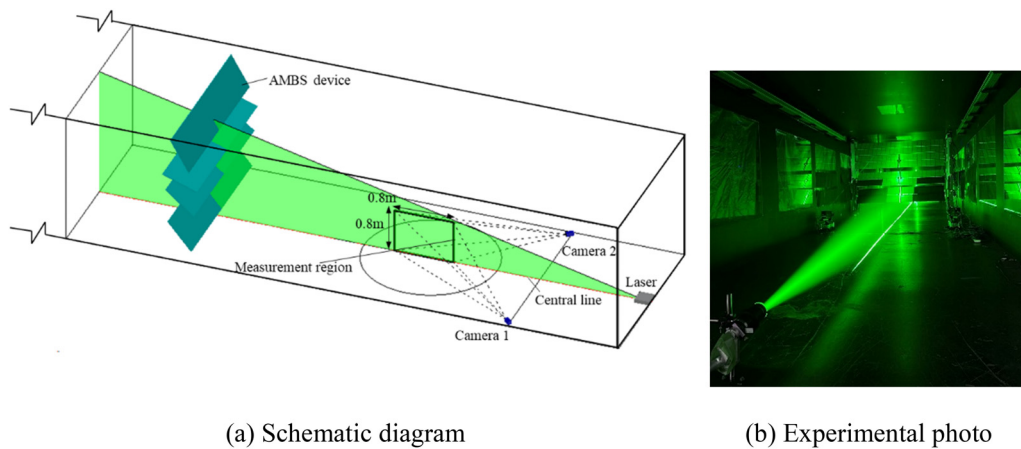 AMBS device
0.8m
0.8m
Measurement region
Camera 2
Laser
Central line
Camera 1
(a) Schematic diagram
(b) Experimental photo